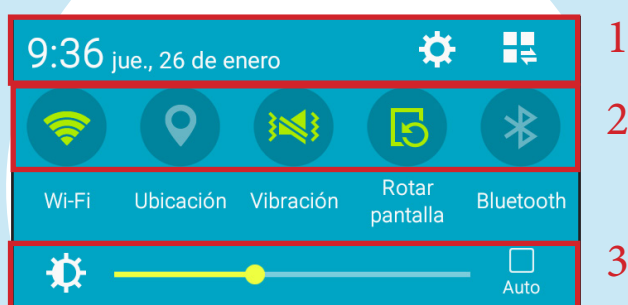 9:36 jue., 26 de enero
1
2
Wi-Fi Ubicación Vibración Rotar pantalla Bluetooth
3
Auto